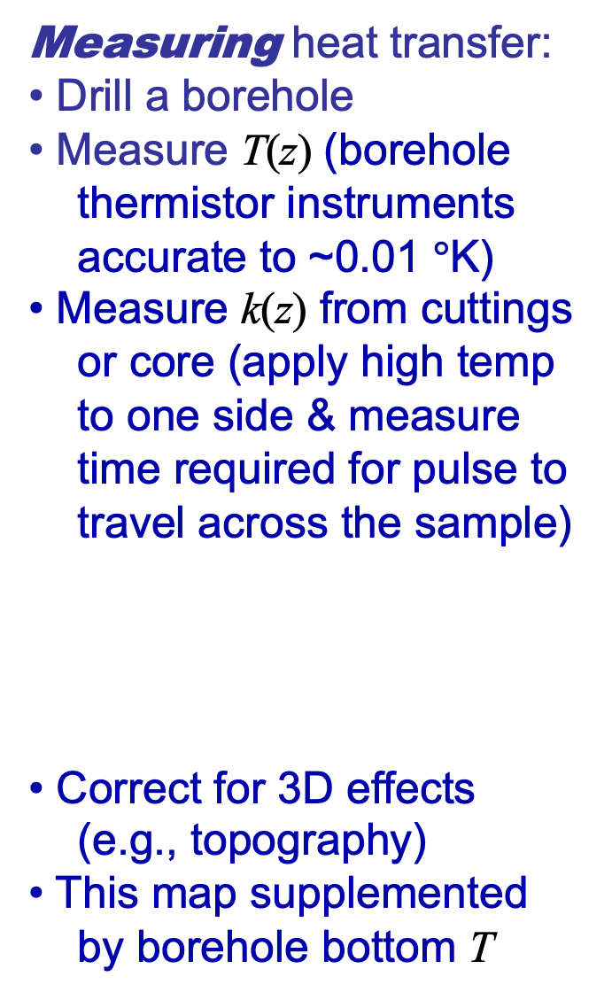 Measuring heat transfer:
• Drill a borehole
• Measure T(z) (borehole
thermistor instruments
accurate to ~0.01 °K)
• Measure k(z) from cuttings
or core (apply high temp
to one side & measure
time required for pulse to
travel across the sample)
• Correct for 3D effects
(e.g., topography)
• This map supplemented
by borehole bottom T